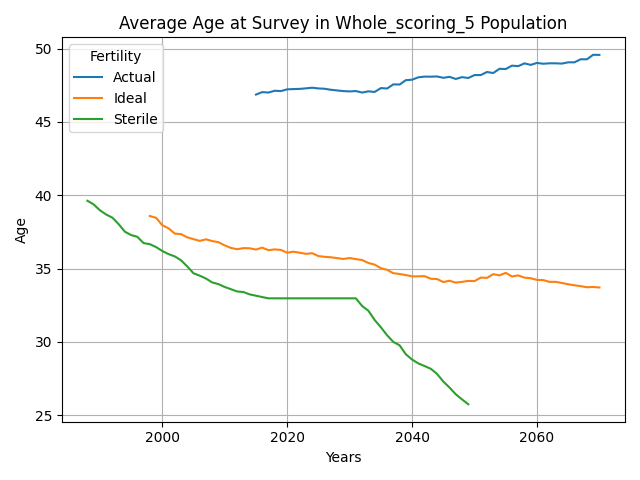 Average Age at Survey in Whole_scoring_5 Population
Fertility
Actual
Ideal
Sterile
Age
50
45
40
35
30
25
2000
2020
2040
2060
Years